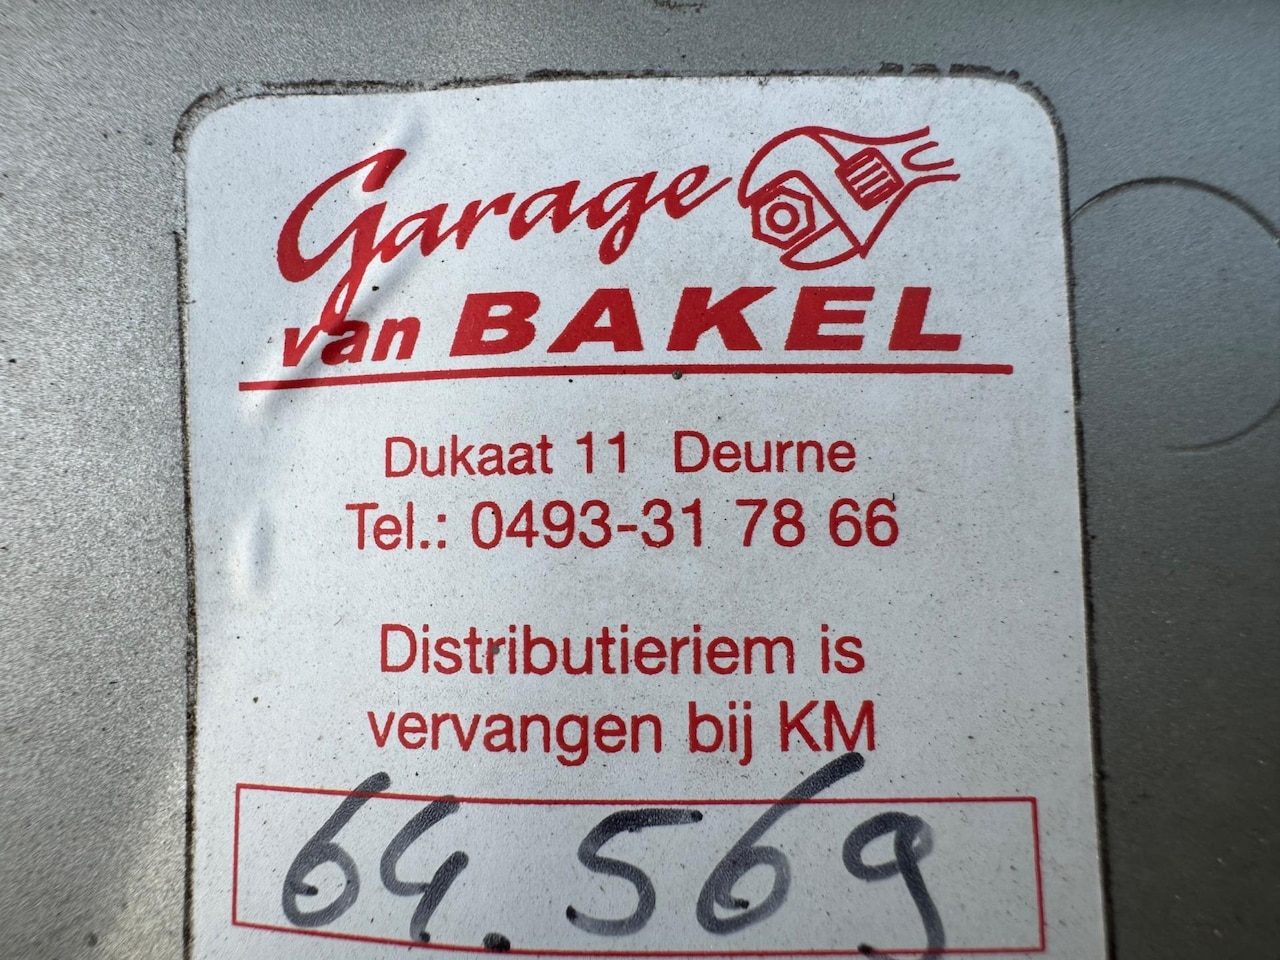 Garage
van BAKEL
Dukaat 11 Deurne
Tel.: 0493-31 78 66
Distributieriem is
vervangen bij KM
64.569